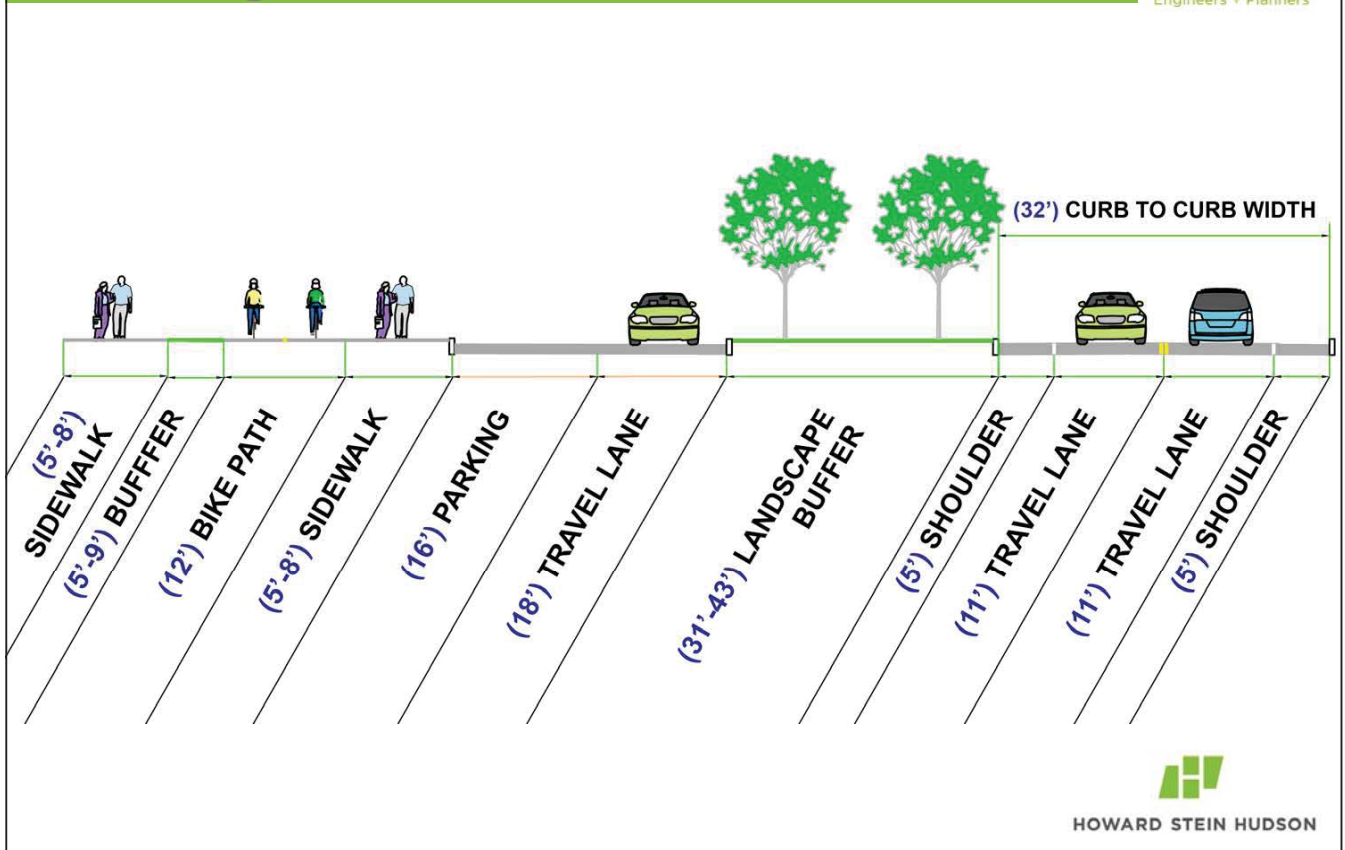 Engineers + Planners
(32') CURB TO CURB WIDTH
(5'-8')
SIDEWALK
(5'-9') BUFFFER
(12') BIKE PATH
(5'-8') SIDEWALK
(16') PARKING
(18') TRAVEL LANE
(31'-43') LANDSCAPE
BUFFER
(5') SHOULDER
(11') TRAVEL LANE
(11') TRAVEL LANE
(5') SHOULDER
HOWARD STEIN HUDSON